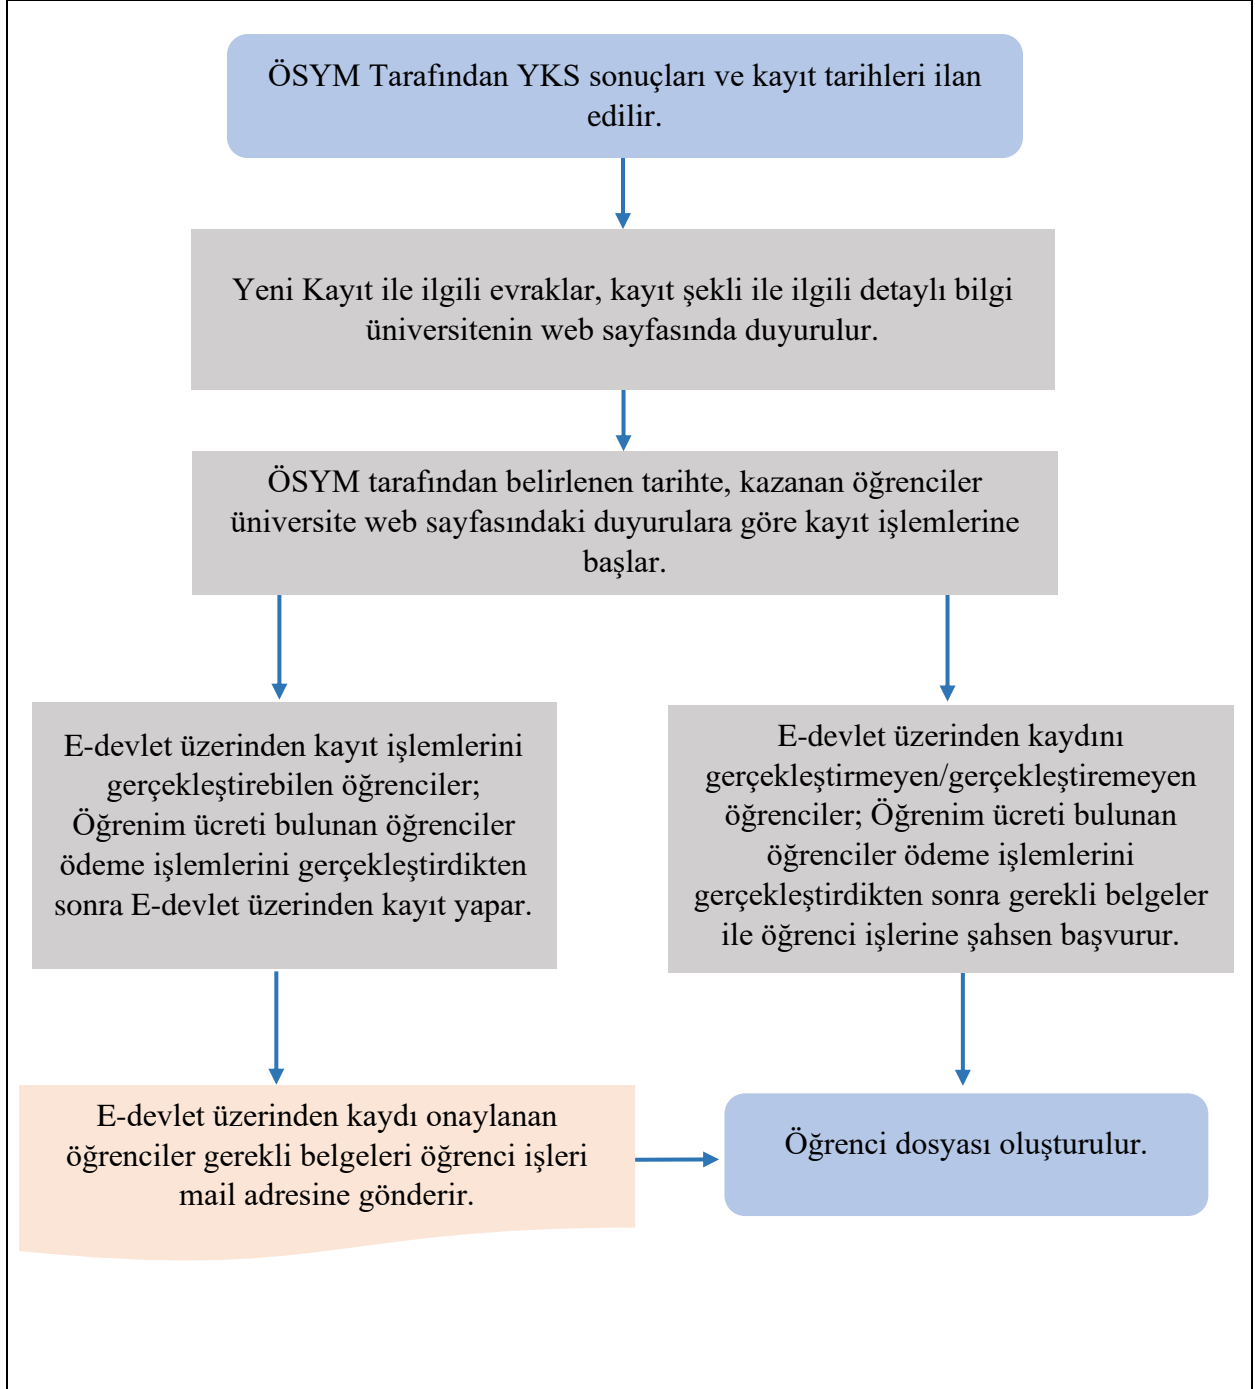 ÖSYM Tarafından YKS sonuçları ve kayıt tarihleri ilan
edilir.
Yeni Kayıt ile ilgili evraklar, kayıt şekli ile ilgili detaylı bilgi
üniversitenin web sayfasında duyurulur.
ÖSYM tarafından belirlenen tarihte, kazanan öğrenciler
üniversite web sayfasındaki duyurulara göre kayıt işlemlerine
başlar.
E-devlet üzerinden kayıt işlemlerini
gerçekleştirebilen öğrenciler;
Öğrenim ücreti bulunan öğrenciler
ödeme işlemlerini gerçekleştirdikten
sonra E-devlet üzerinden kayıt yapar.
E-devlet üzerinden kaydını
gerçekleştirmeyen/gerçekleştiremeyen
öğrenciler; Öğrenim ücreti bulunan
öğrenciler ödeme işlemlerini
gerçekleştirdikten sonra gerekli belgeler
ile öğrenci işlerine şahsen başvurur.
E-devlet üzerinden kaydı onaylanan
öğrenciler gerekli belgeleri öğrenci işleri
mail adresine gönderir.
Öğrenci dosyası oluşturulur.